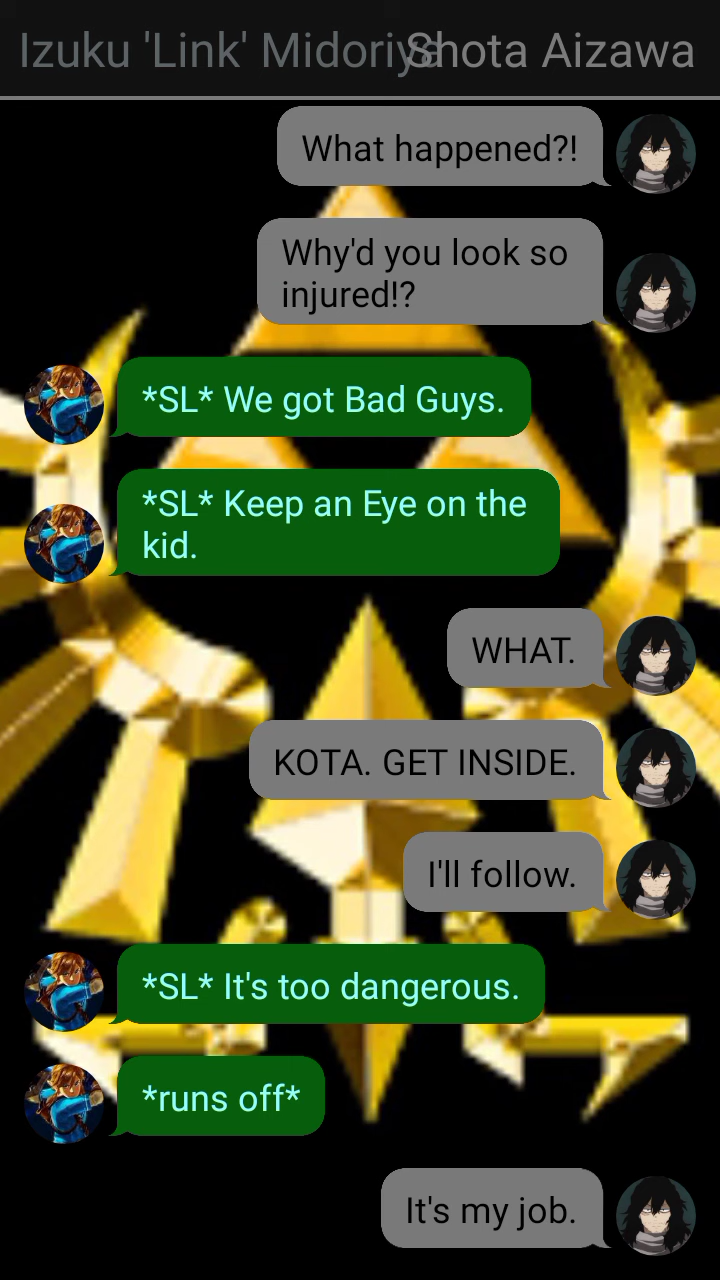 Izuku 'Link' Midoriya
Shota Aizawa
What happened?!
Why'd you look so
injured!?
*SL* We got Bad Guys.
*SL* Keep an Eye on the
kid.
WHAT.
KOTA. GET INSIDE.
I'll follow.
*SL* It's too dangerous.
*runs off*
It's my job.